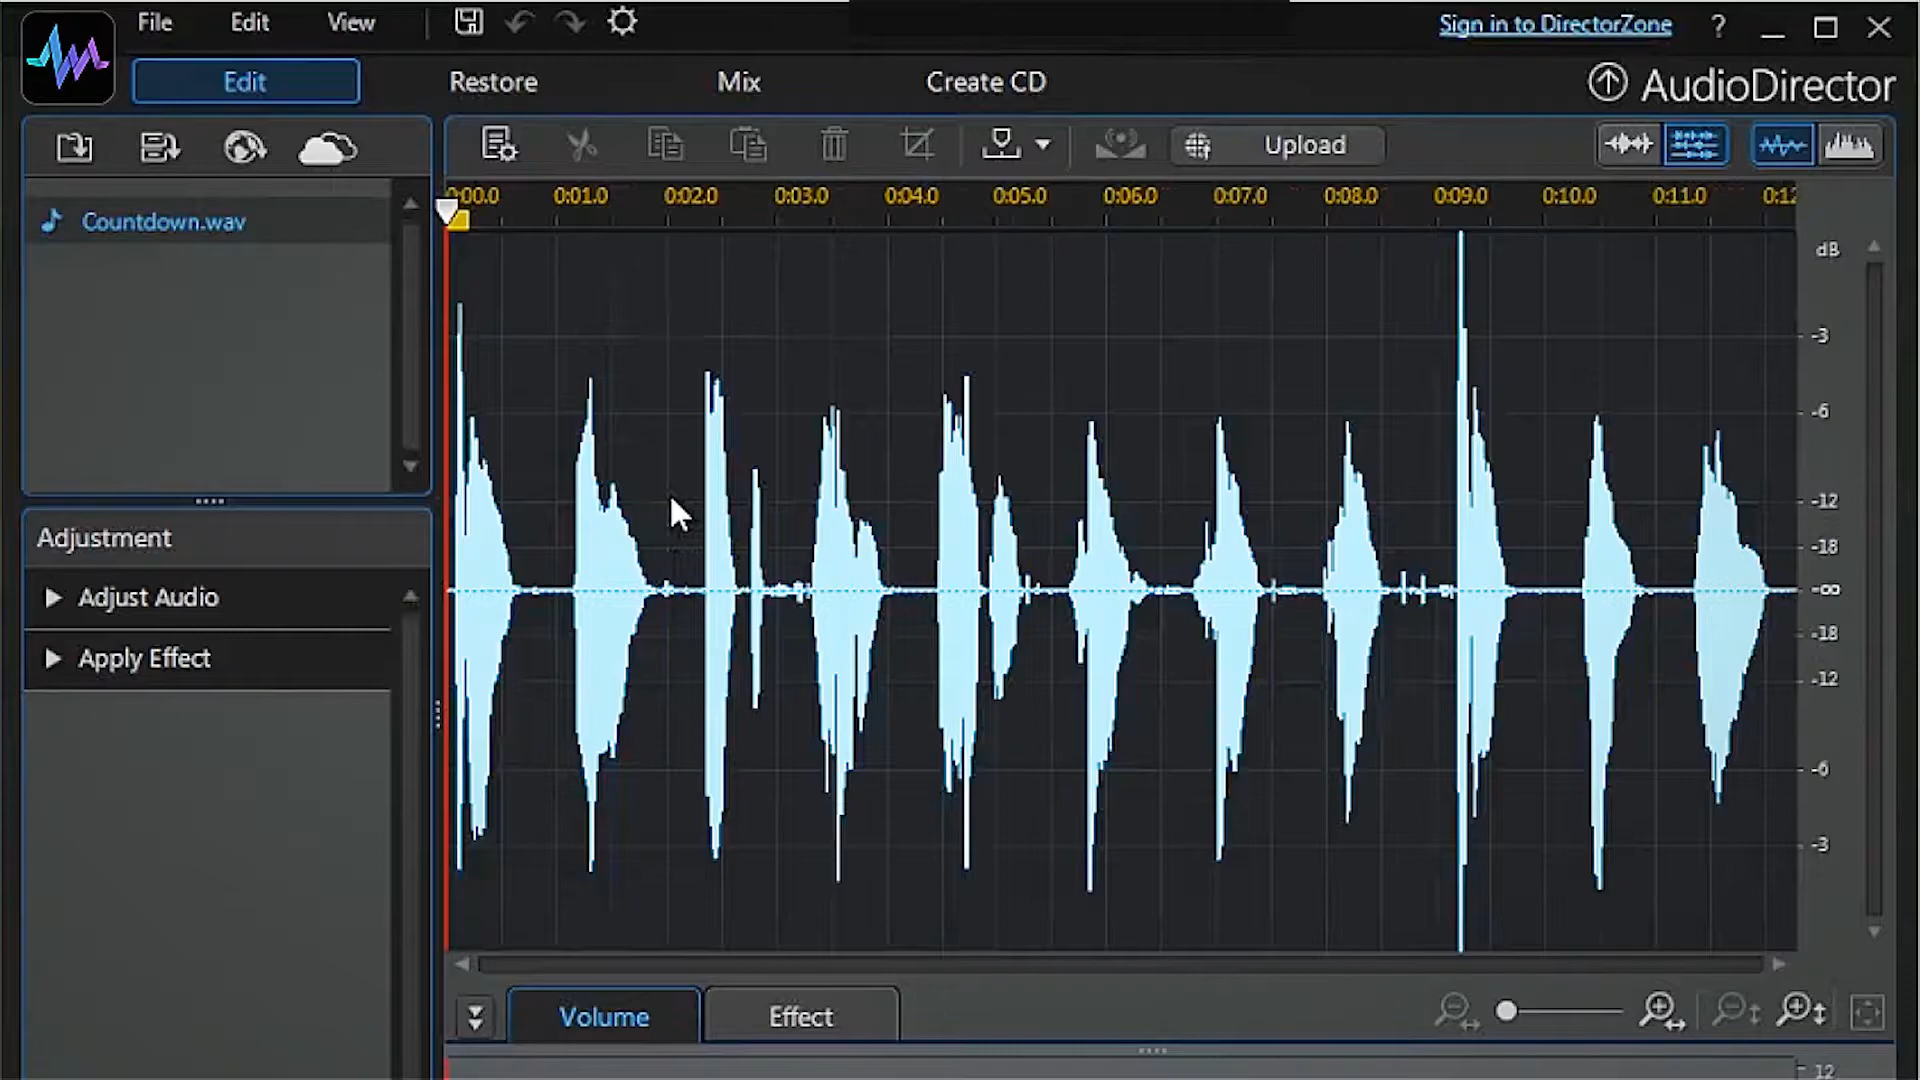 File Edit View Sign in to DirectorZone ?
Edit Restore Mix Create CD AudioDirector
Upload
0:01.0 0:02.0 0:03.0 0:04.0 0:05.0 0:06.0 0:07.0 0:08.0 0:09.0 0:10.0 0:11.0
Countdown.wav
dB
-3
-6
-12
-18
-∞
-18
-12
-6
-3
Adjustment
Adjust Audio
Apply Effect
Volume Effect
12